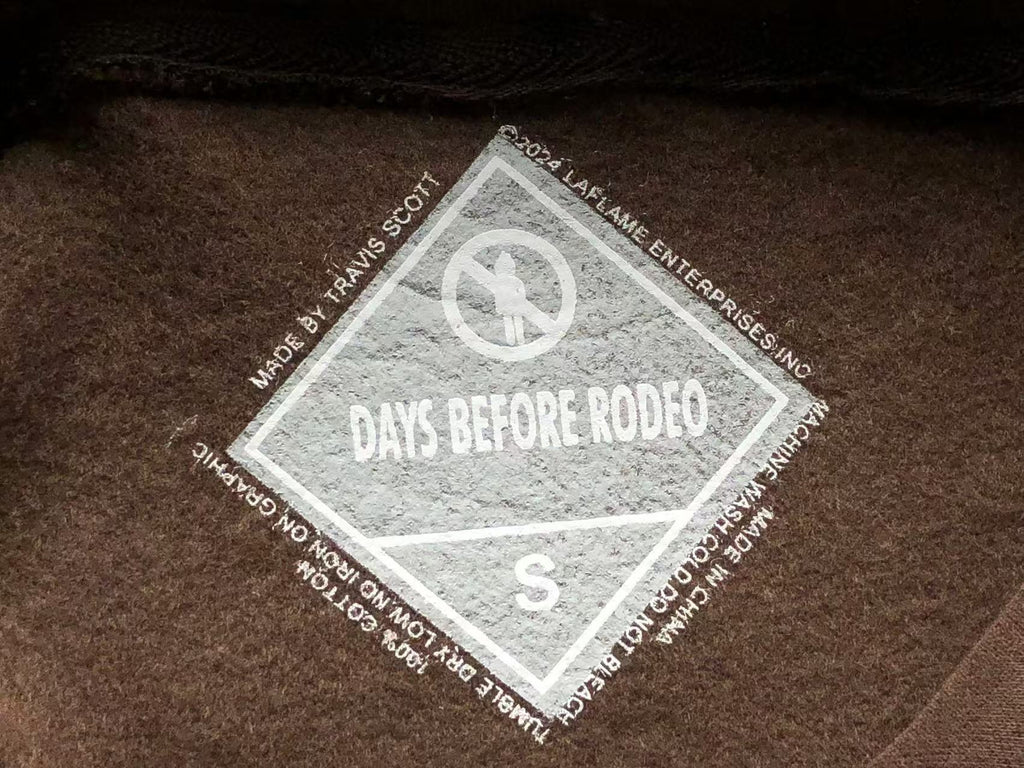 ©2024 LAFLAME ENTERPRISES,INC
MADE BY TRAVIS SCOTT
DAYS BEFORE RODEO
S
MACHINE WASH COLD.DO NOT BLEACH
MADE IN CHINA
TUMBLE DRY LOW.NO IRON ON GRAPHIC
100% COTTON